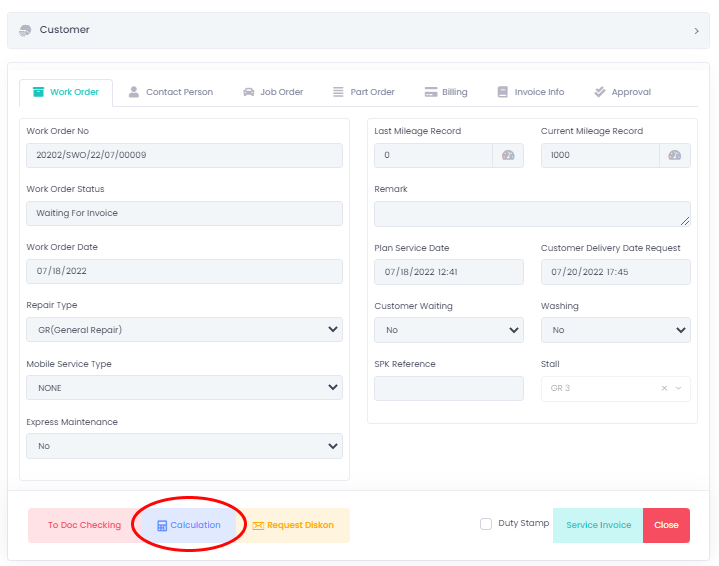 Customer
Work Order Contact Person Job Order Part Order Billing Invoice Info Approval
Work Order No
20202/SWO/22/07/00009
Work Order Status
Waiting For Invoice
Work Order Date
07/18/2022
Repair Type
GR(General Repair)
Mobile Service Type
NONE
Express Maintenance
No
Last Mileage Record Current Mileage Record
0 1000
Remark
Plan Service Date Customer Delivery Date Request
07/18/2022 12:41 07/20/2022 17:45
Customer Waiting Washing
No No
SPK Reference Stall
GR 3
To Doc Checking Calculation Request Diskon Duty Stamp Service Invoice Close